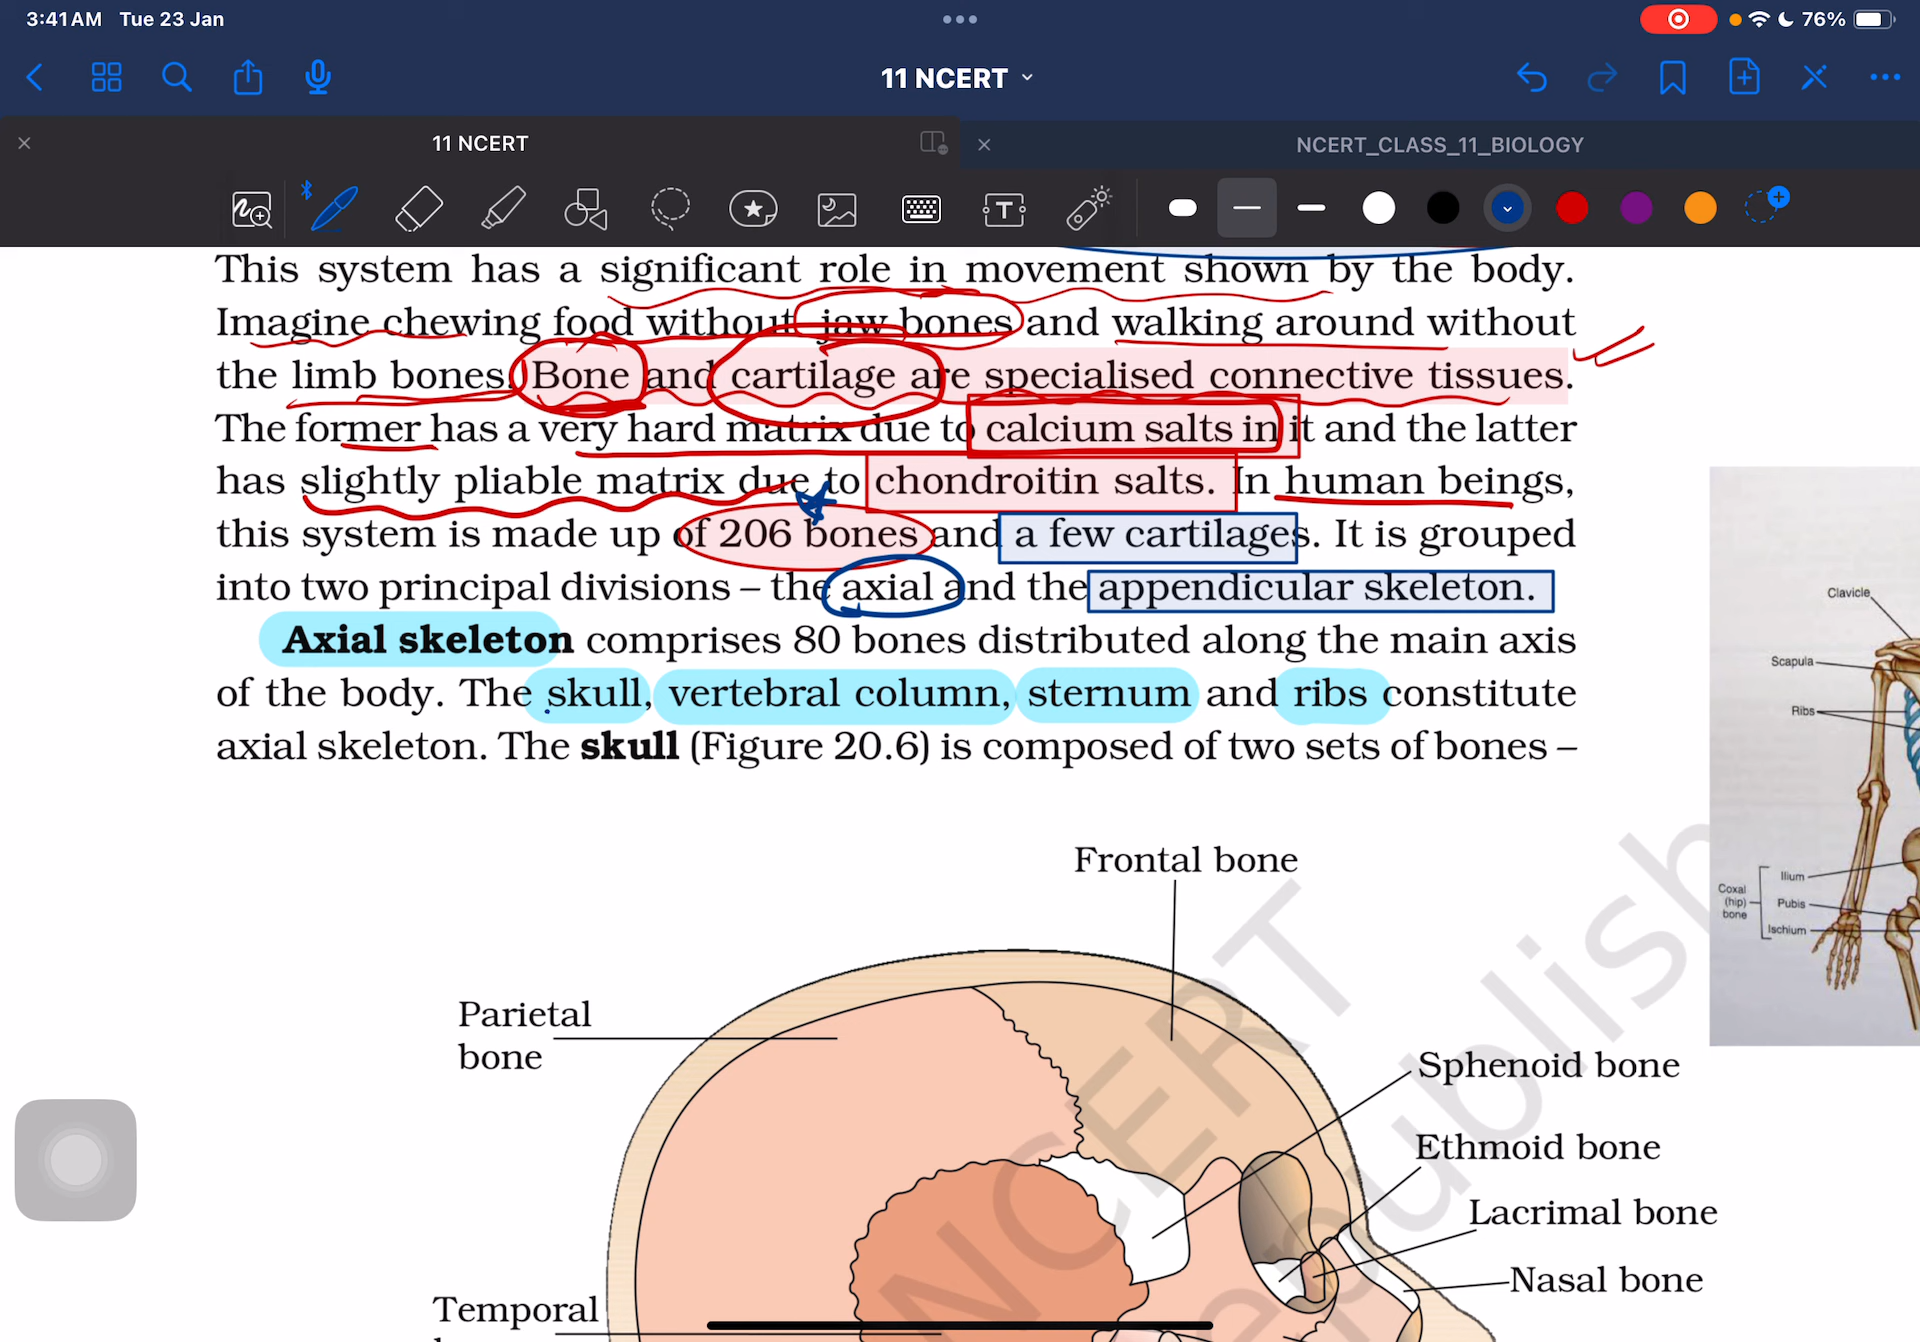 3:41 AM Tue 23 Jan
76%
11 NCERT
11 NCERT
NCERT_CLASS_11_BIOLOGY
This system has a significant role in movement shown by the body.
Imagine chewing food without jaw bones and walking around without
the limb bones. Bone and cartilage are specialised connective tissues.
The former has a very hard matrix due to calcium salts in it and the latter
has slightly pliable matrix due to chondroitin salts. In human beings,
this system is made up of 206 bones and a few cartilages. It is grouped
into two principal divisions – the axial and the appendicular skeleton.
Axial skeleton comprises 80 bones distributed along the main axis
of the body. The skull, vertebral column, sternum and ribs constitute
axial skeleton. The skull (Figure 20.6) is composed of two sets of bones –
Clavicle
Scapula
Ribs
Ilium
Coxal
(hip)
bone
Pubis
Ischium
Frontal bone
Parietal
bone
Sphenoid bone
Ethmoid bone
Lacrimal bone
Nasal bone
Temporal
NCERT
republish